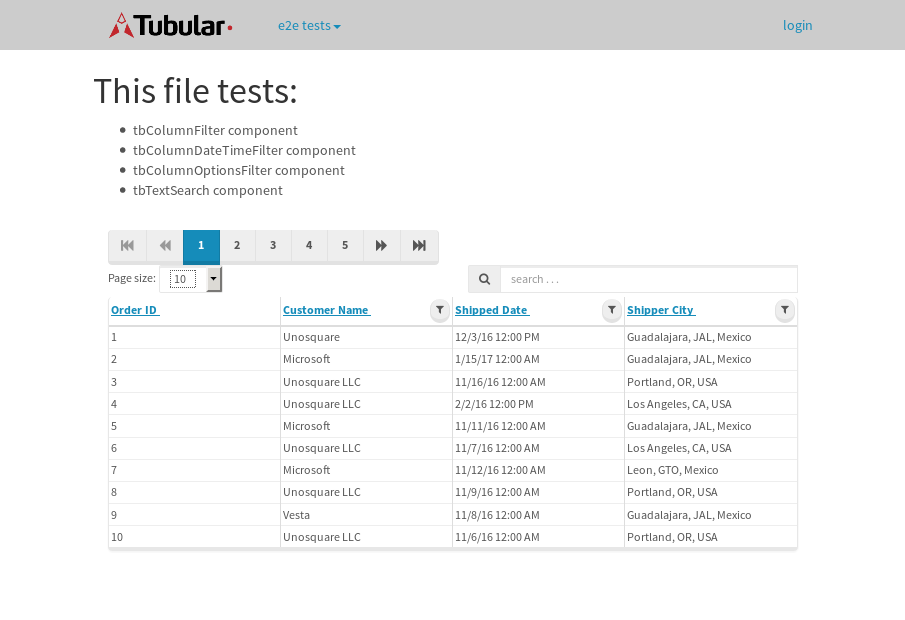 Tubular e2e tests login
This file tests:
tbColumnFilter component
tbColumnDateTimeFilter component
tbColumnOptionsFilter component
tbTextSearch component
1 2 3 4 5
Page size: 10 search . . .
Order ID Customer Name Shipped Date Shipper City
1 Unosquare 12/3/16 12:00 PM Guadalajara, JAL, Mexico
2 Microsoft 1/15/17 12:00 AM Guadalajara, JAL, Mexico
3 Unosquare LLC 11/16/16 12:00 AM Portland, OR, USA
4 Unosquare LLC 2/2/16 12:00 PM Los Angeles, CA, USA
5 Microsoft 11/11/16 12:00 AM Guadalajara, JAL, Mexico
6 Unosquare LLC 11/7/16 12:00 AM Los Angeles, CA, USA
7 Microsoft 11/12/16 12:00 AM Leon, GTO, Mexico
8 Unosquare LLC 11/9/16 12:00 AM Portland, OR, USA
9 Vesta 11/8/16 12:00 AM Guadalajara, JAL, Mexico
10 Unosquare LLC 11/6/16 12:00 AM Portland, OR, USA